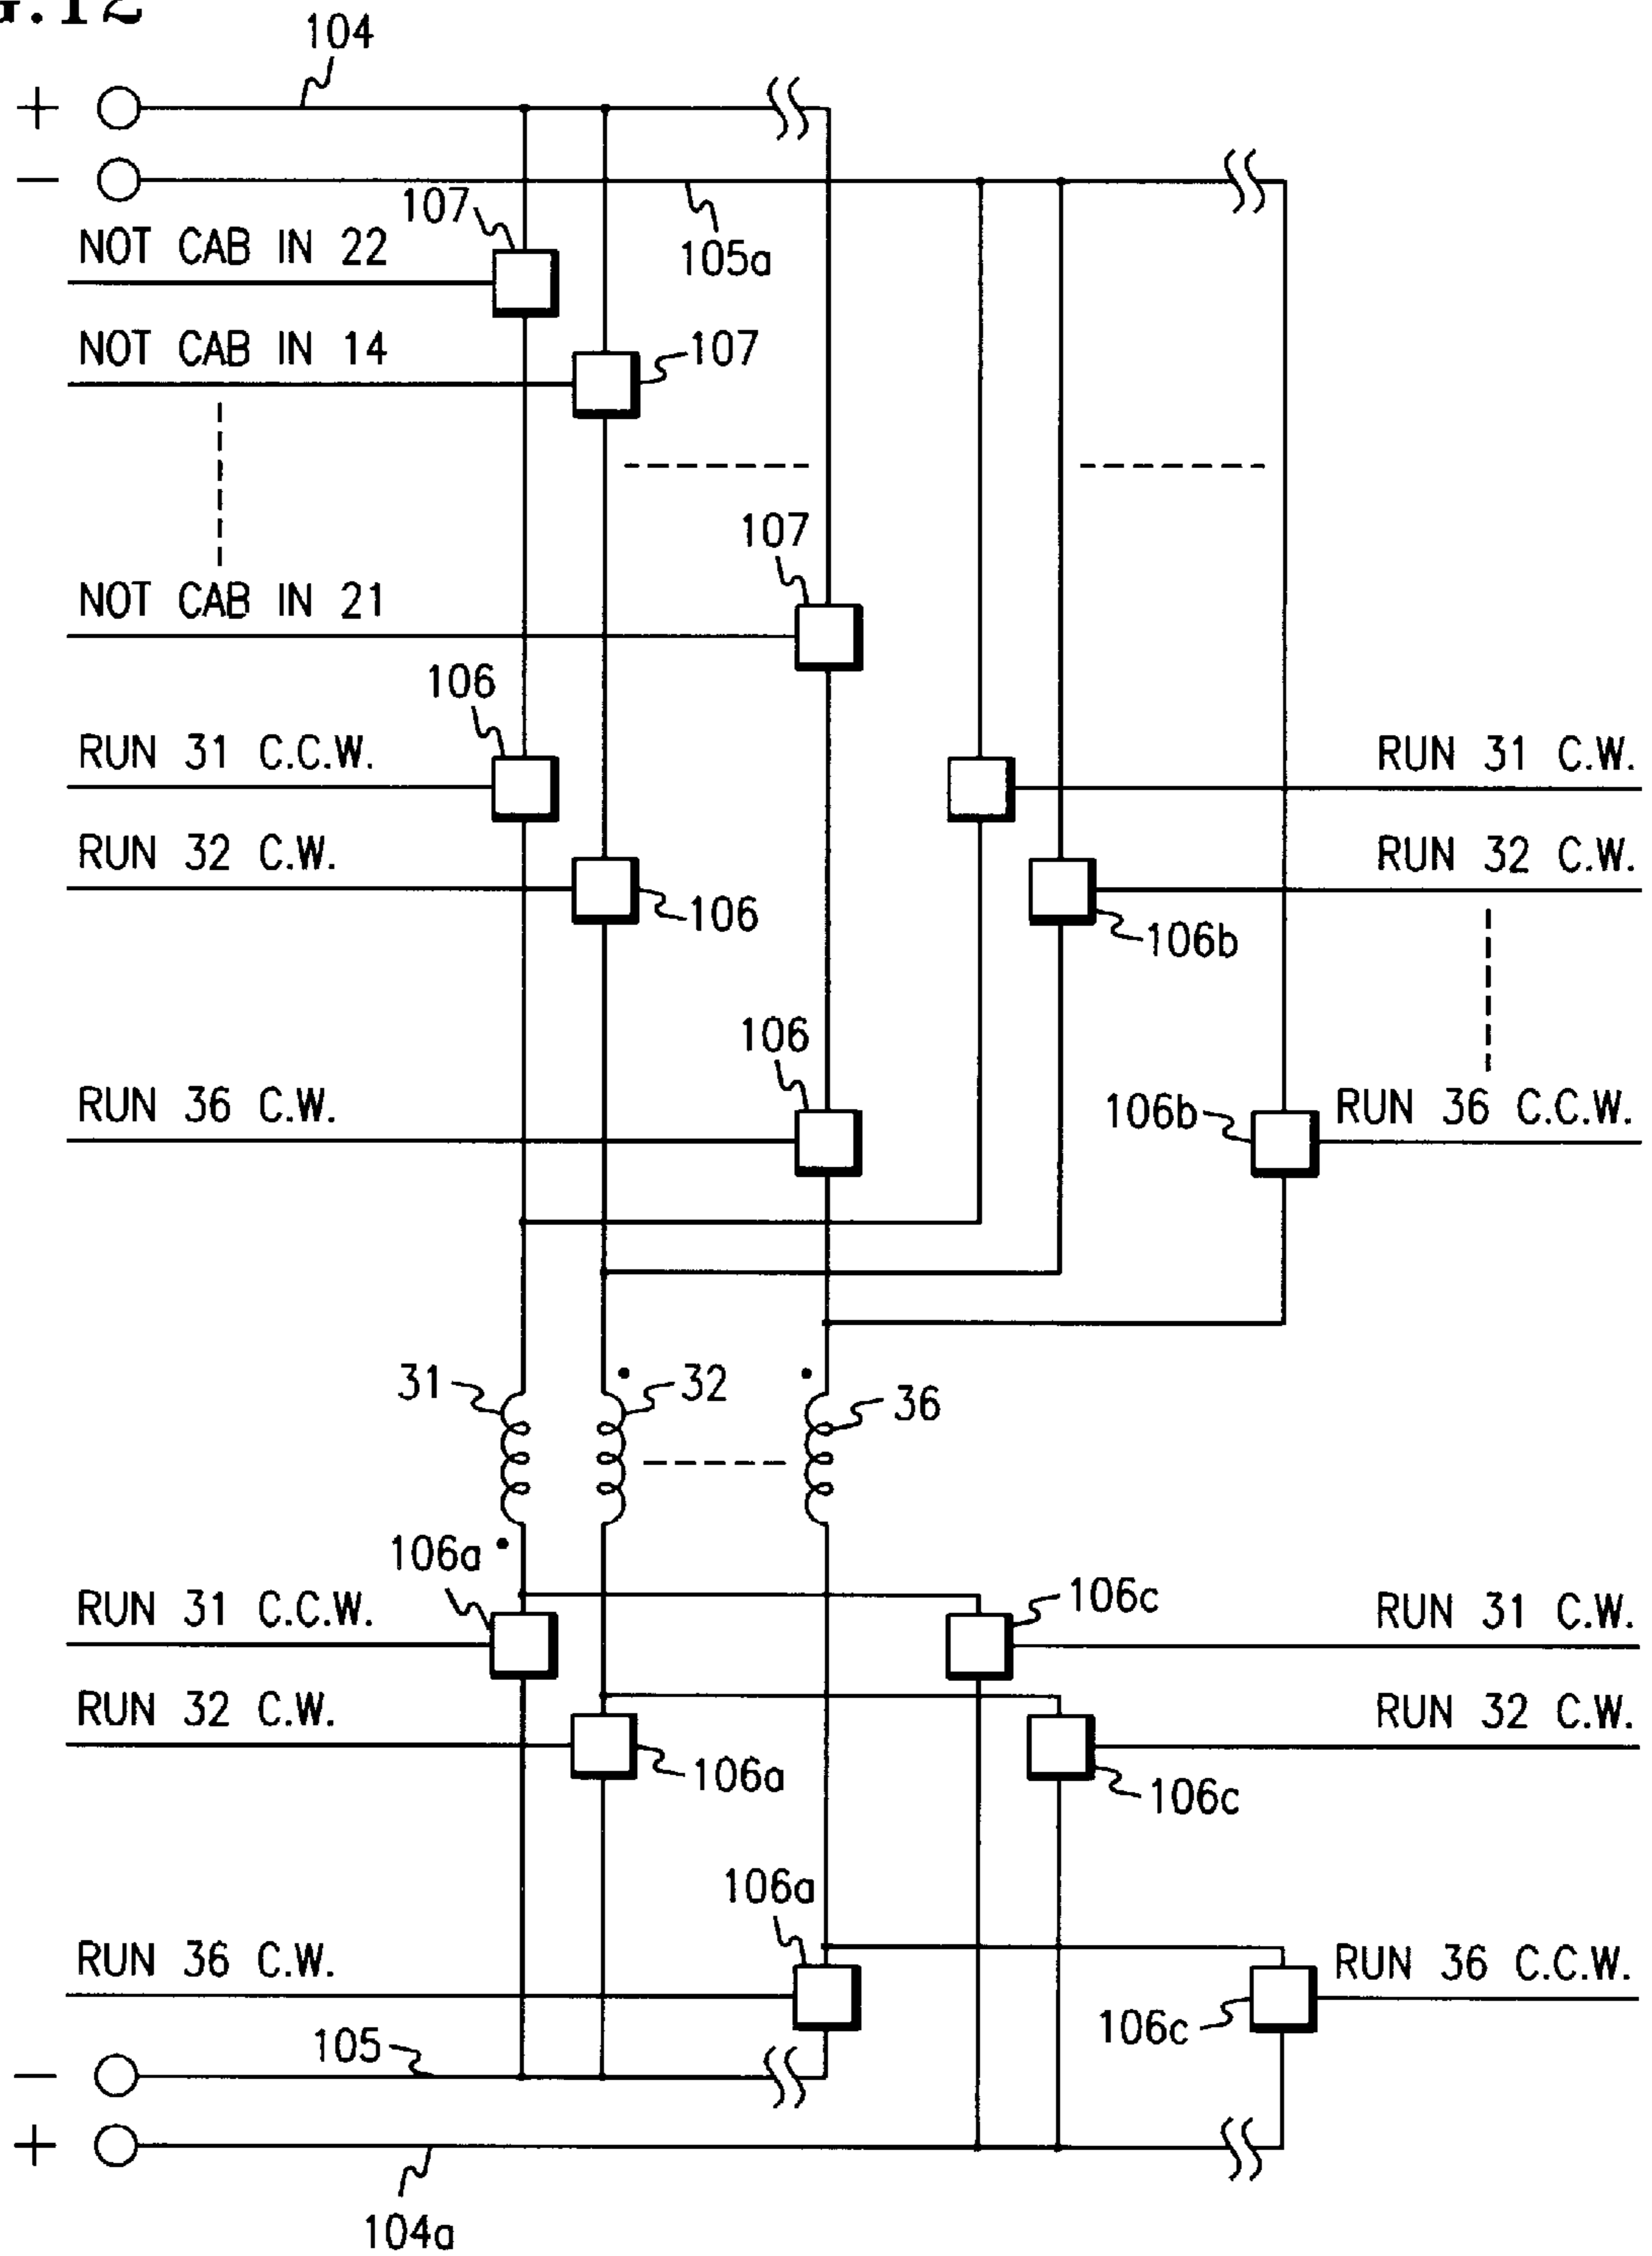 G.12
104
+
−
107
105a
NOT CAB IN 22
NOT CAB IN 14
107
107
NOT CAB IN 21
106
RUN 31 C.C.W.
RUN 31 C.W.
RUN 32 C.W.
RUN 32 C.W.
106
106b
106
RUN 36 C.W.
106b
RUN 36 C.C.W.
31
32
36
106a
106c
RUN 31 C.C.W.
RUN 31 C.W.
RUN 32 C.W.
RUN 32 C.W.
106a
106c
106a
RUN 36 C.W.
RUN 36 C.C.W.
106c
105
−
+
104a